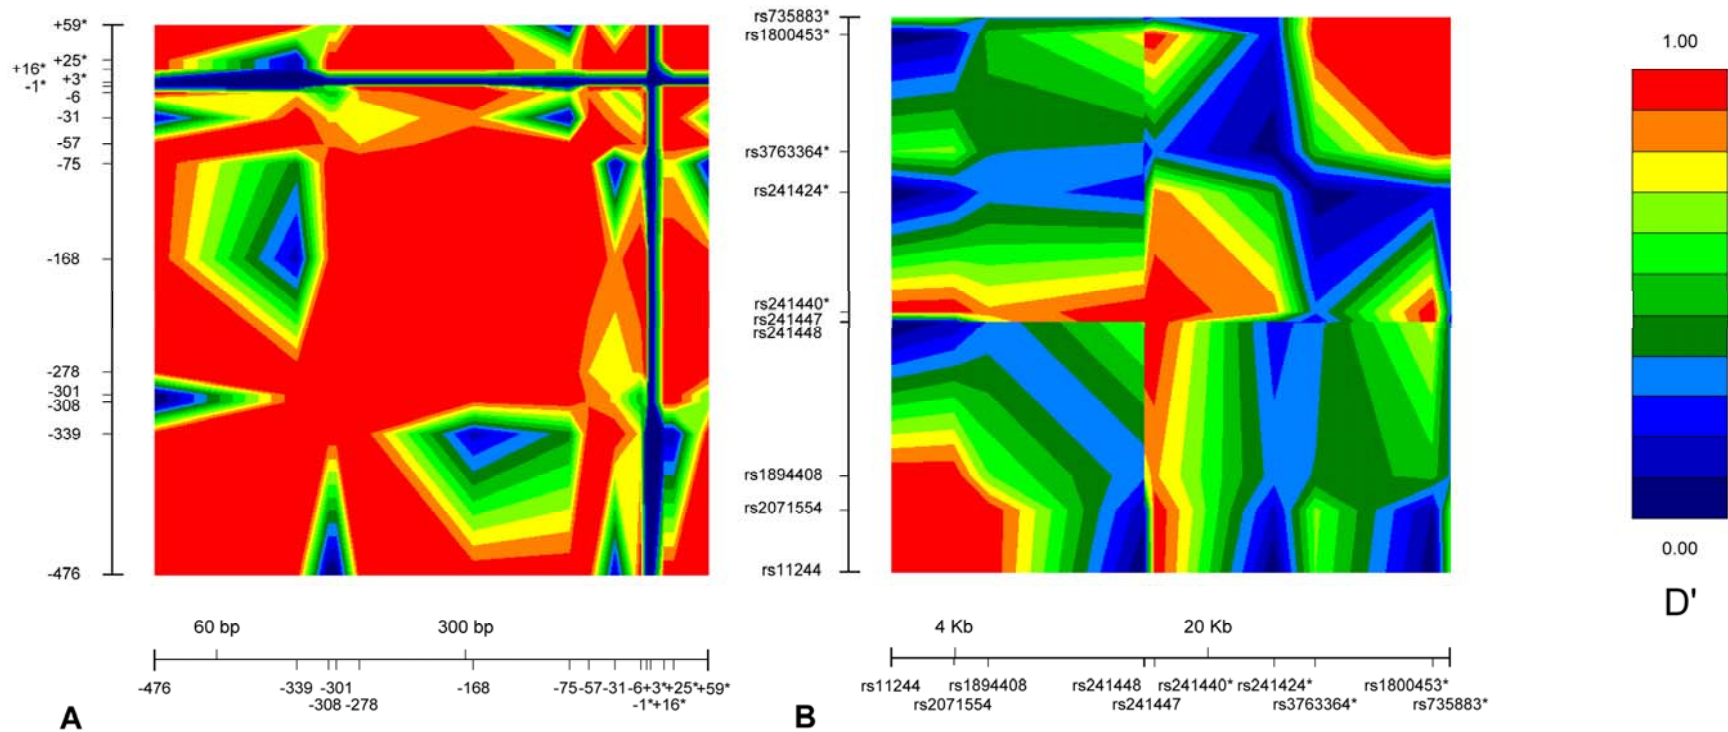 +59*
+25*
+16*
+3*
-1*
-6
-31
-57
-75
-168
-278
-301
-308
-339
-476
60 bp
300 bp
-476
-339
-301
-168
-75
-57
-31
-6
+3*
+25*
+59*
-308
-278
-1*
+16*
A
rs735883*
rs1800453*
rs3763364*
rs241424*
rs241440*
rs241447
rs241448
rs1894408
rs2071554
rs11244
4 Kb
20 Kb
rs11244
rs1894408
rs241448
rs241440*
rs241424*
rs1800453*
rs2071554
rs241447
rs3763364*
rs735883*
B
1.00
0.00
D'